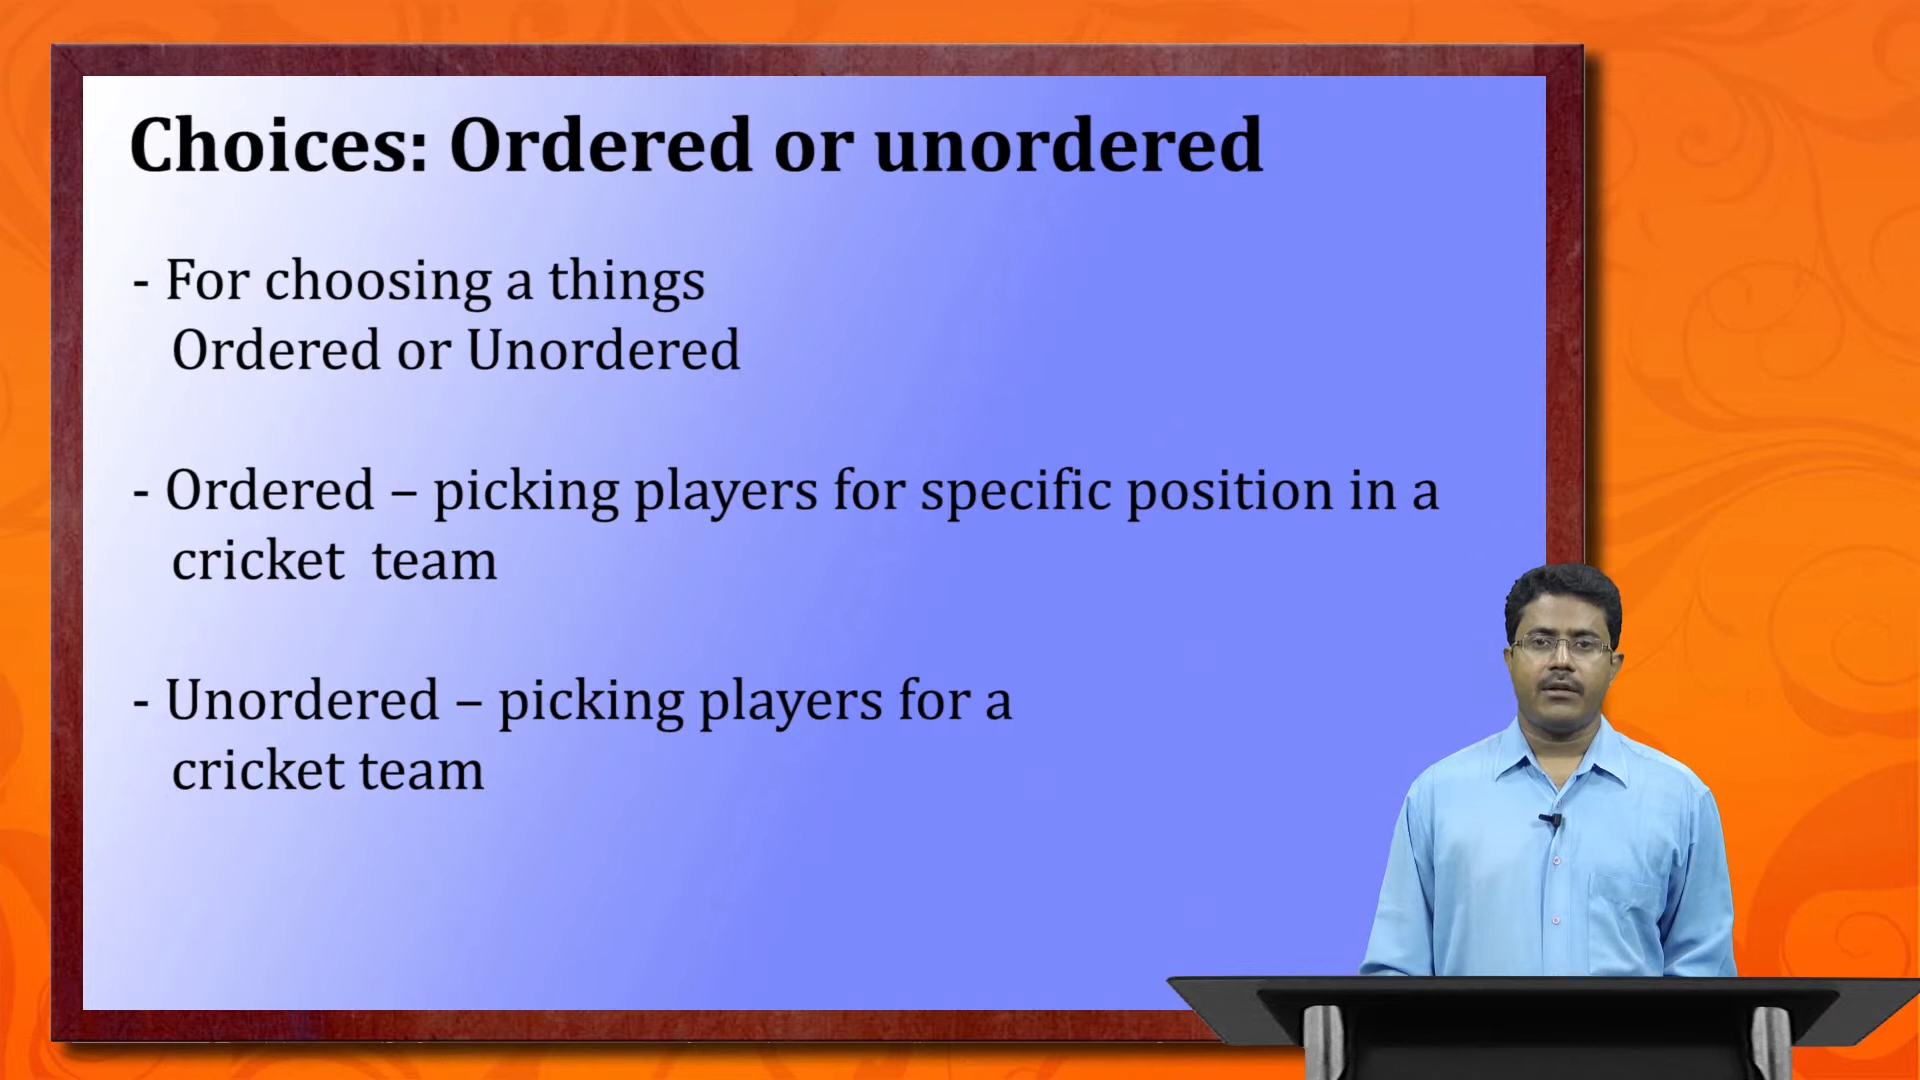 Choices: Ordered or unordered
- For choosing a things
Ordered or Unordered
- Ordered – picking players for specific position in a
cricket  team
- Unordered – picking players for a
cricket team